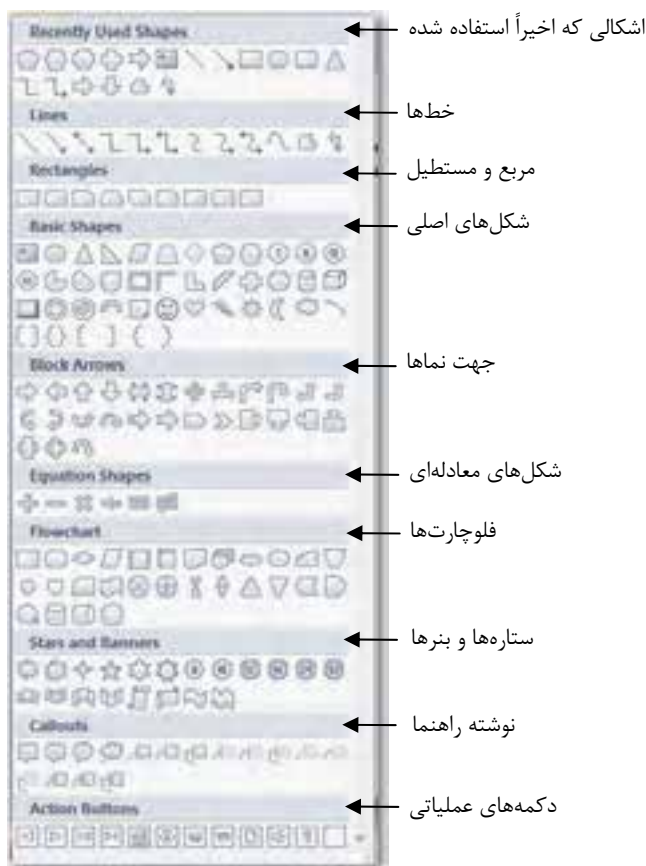 Recently Used Shapes
اشکالی که اخیراً استفاده شده
Lines
خط‌ها
Rectangles
مربع و مستطیل
Basic Shapes
شکل‌های اصلی
Block Arrows
جهت نماها
Equation Shapes
شکل‌های معادله‌ای
Flowchart
فلوچارت‌ها
Stars and Banners
ستاره‌ها و بنرها
Callouts
نوشته راهنما
Action Buttons
دکمه‌های عملیاتی